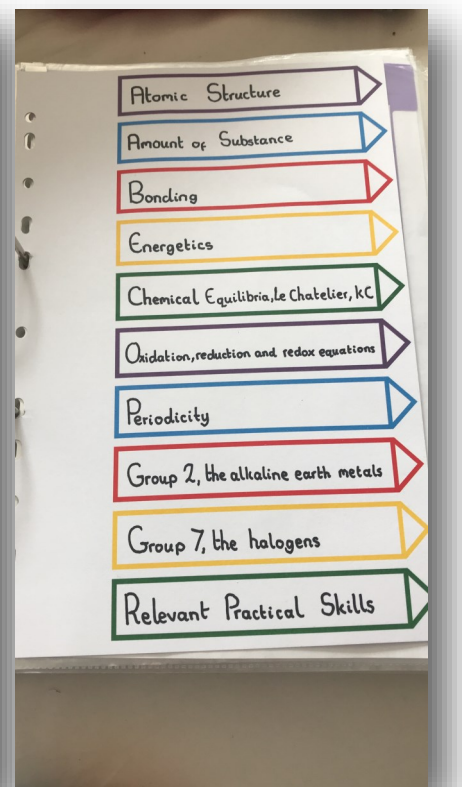 Atomic Structure
Amount of Substance
Bonding
Energetics
Chemical Equilibria, Le Chatelier, kC
Oxidation, reduction and redox equations
Periodicity
Group 2, the alkaline earth metals
Group 7, the halogens
Relevant Practical Skills